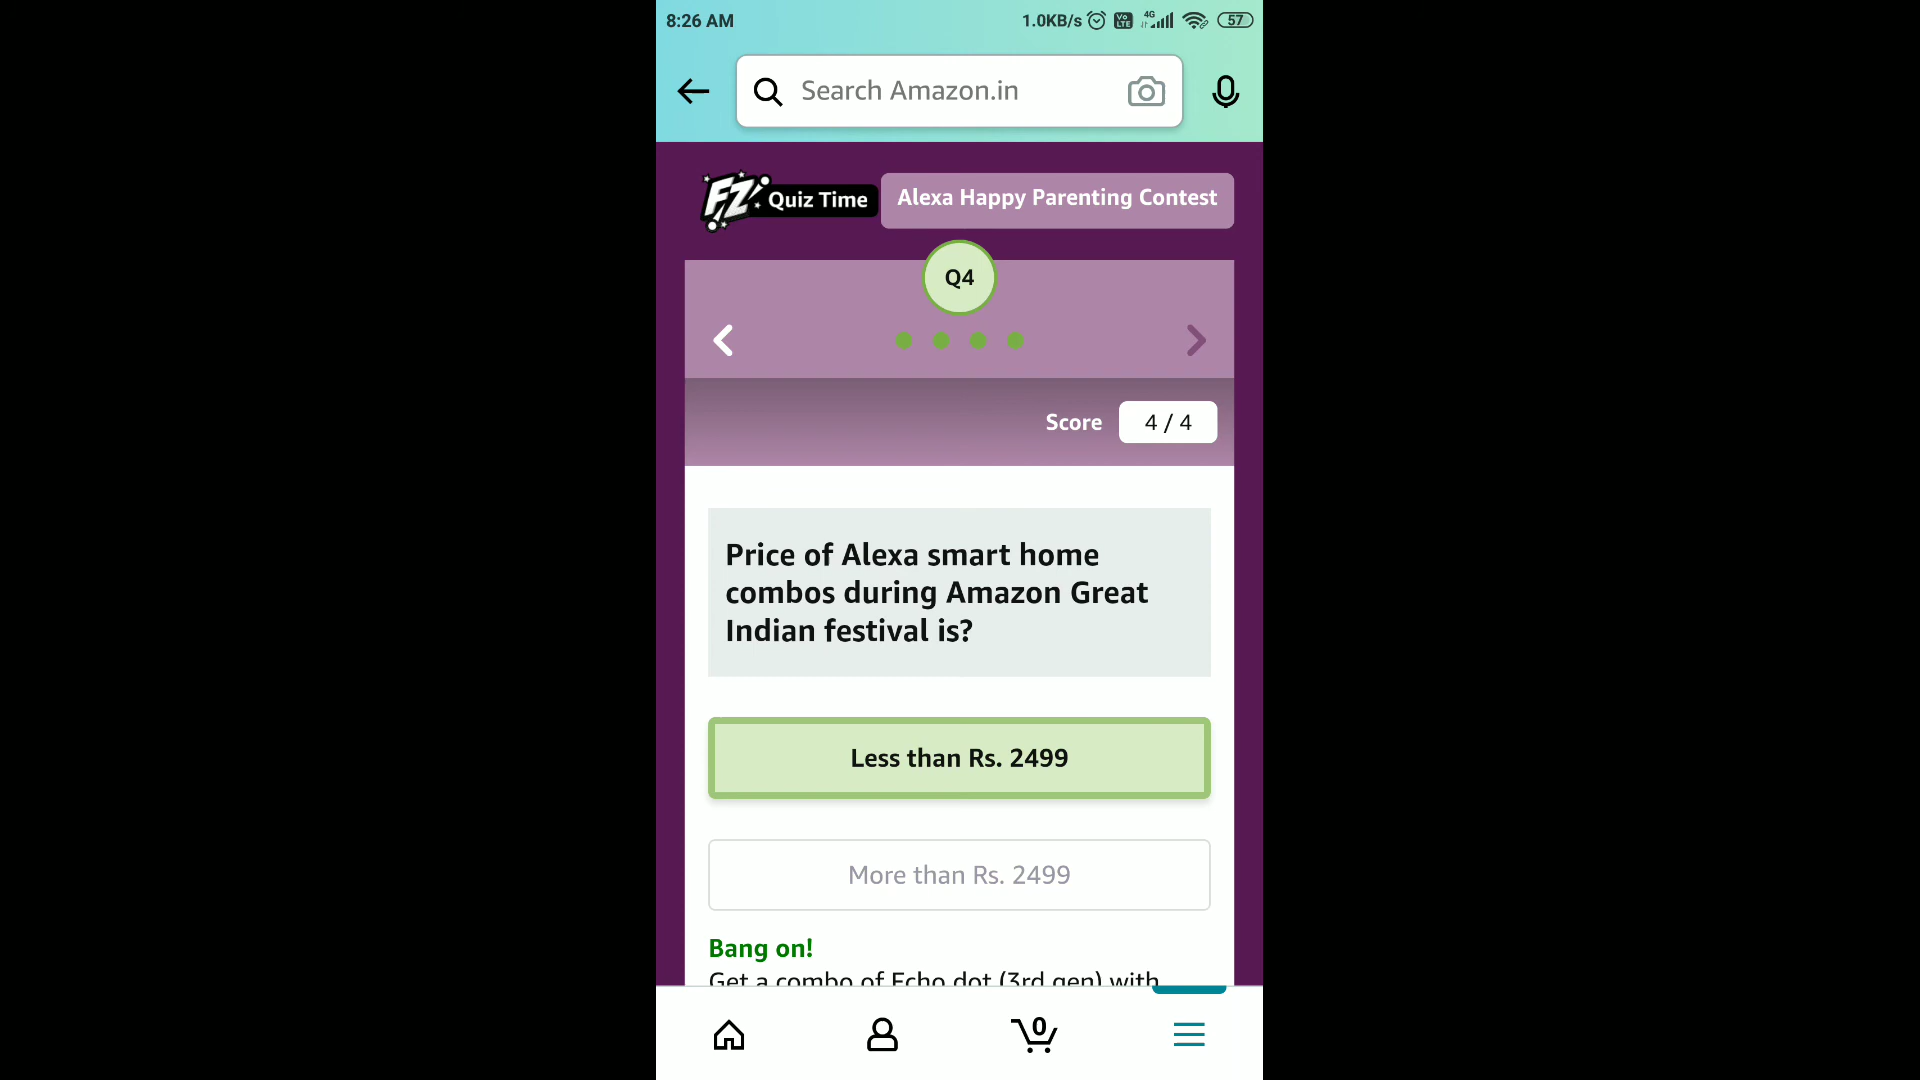 8:26 AM
1.0KB/s
Vo LTE
4G
57
Search Amazon.in
FZ Quiz Time
Alexa Happy Parenting Contest
Q4
Score 4 / 4
Price of Alexa smart home
combos during Amazon Great
Indian festival is?
Less than Rs. 2499
More than Rs. 2499
Bang on!
Get a combo of Echo dot (3rd gen) with
0